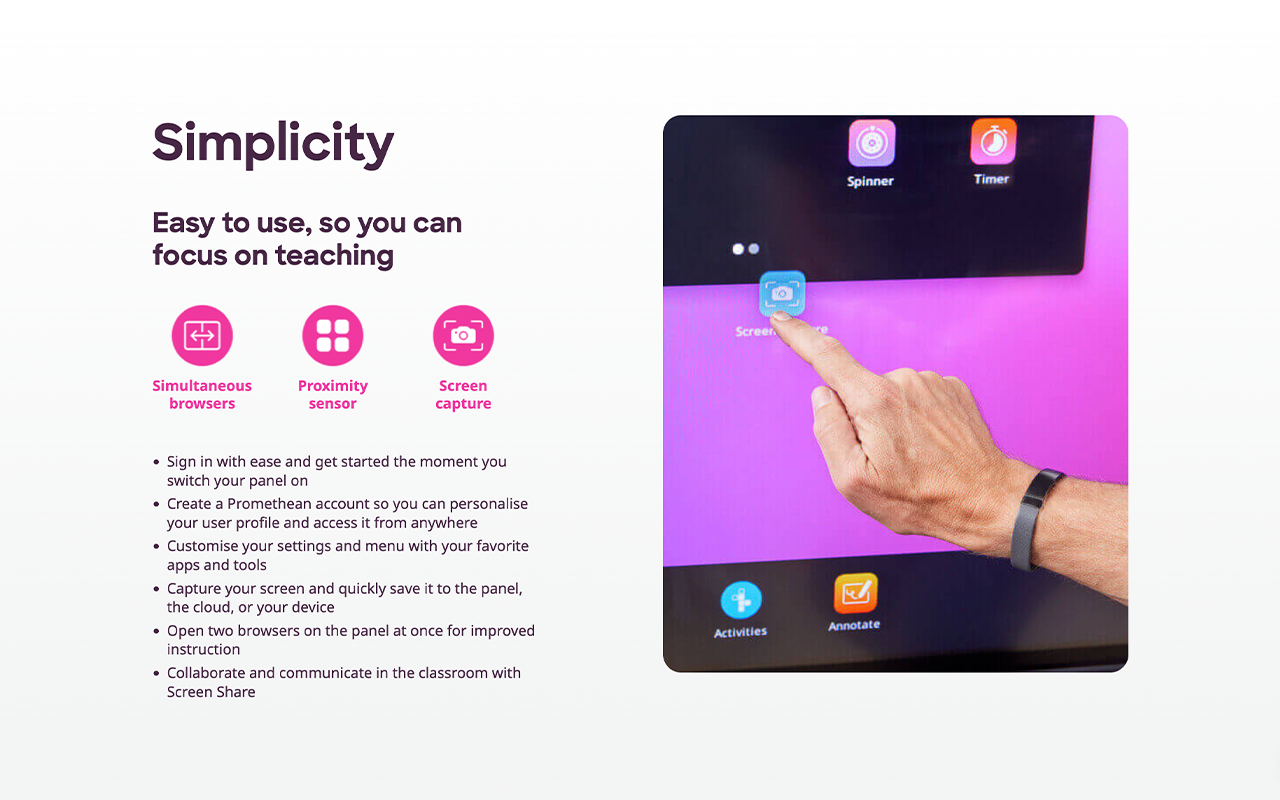 Simplicity
Easy to use, so you can
focus on teaching
Simultaneous
browsers
Proximity
sensor
Screen
capture
• Sign in with ease and get started the moment you
switch your panel on
• Create a Promethean account so you can personalise
your user profile and access it from anywhere
• Customise your settings and menu with your favorite
apps and tools
• Capture your screen and quickly save it to the panel,
the cloud, or your device
• Open two browsers on the panel at once for improved
instruction
• Collaborate and communicate in the classroom with
Screen Share
Spinner
Timer
Activities
Annotate